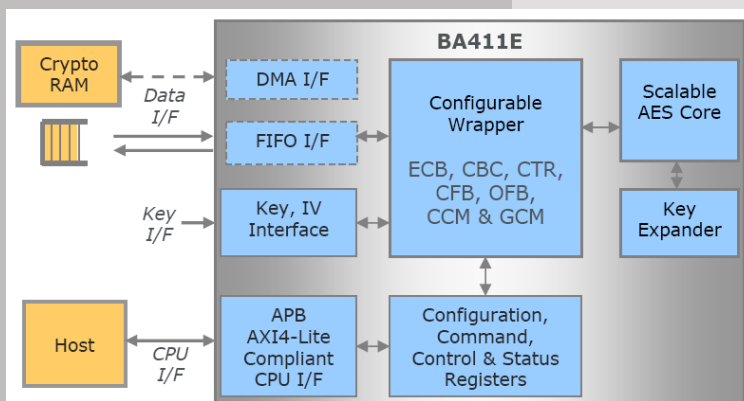 BA411E
Crypto
RAM
Data
I/F
DMA I/F
FIFO I/F
Configurable
Wrapper
ECB, CBC, CTR,
CFB, OFB,
CCM & GCM
Scalable
AES Core
Key
I/F
Key, IV
Interface
Key
Expander
Host
CPU
I/F
APB
AXI4-Lite
Compliant
CPU I/F
Configuration,
Command,
Control & Status
Registers